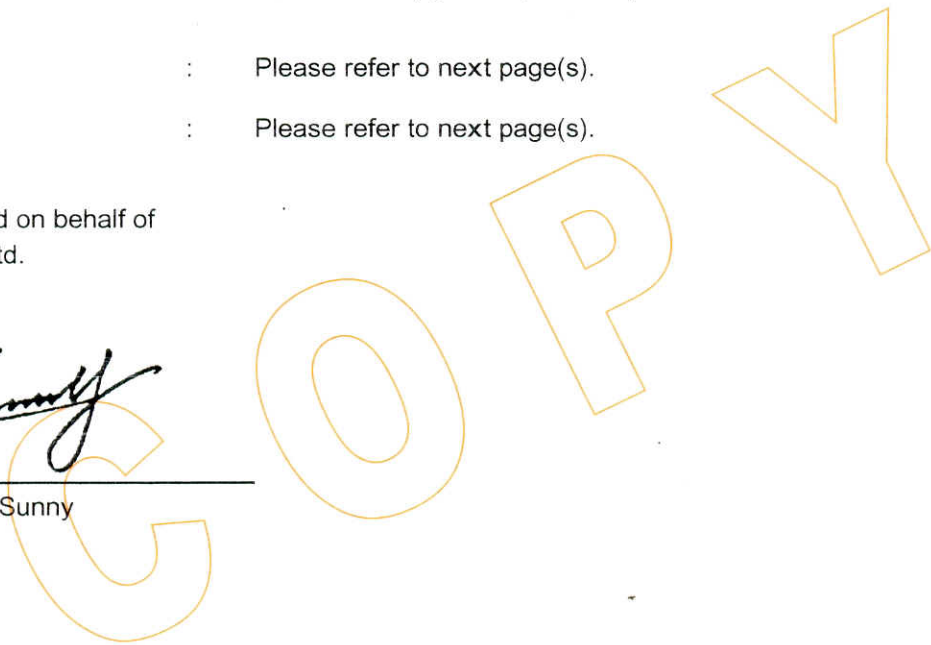 : Please refer to next page(s).
: Please refer to next page(s).
d on behalf of
td.
Sunny
COPY